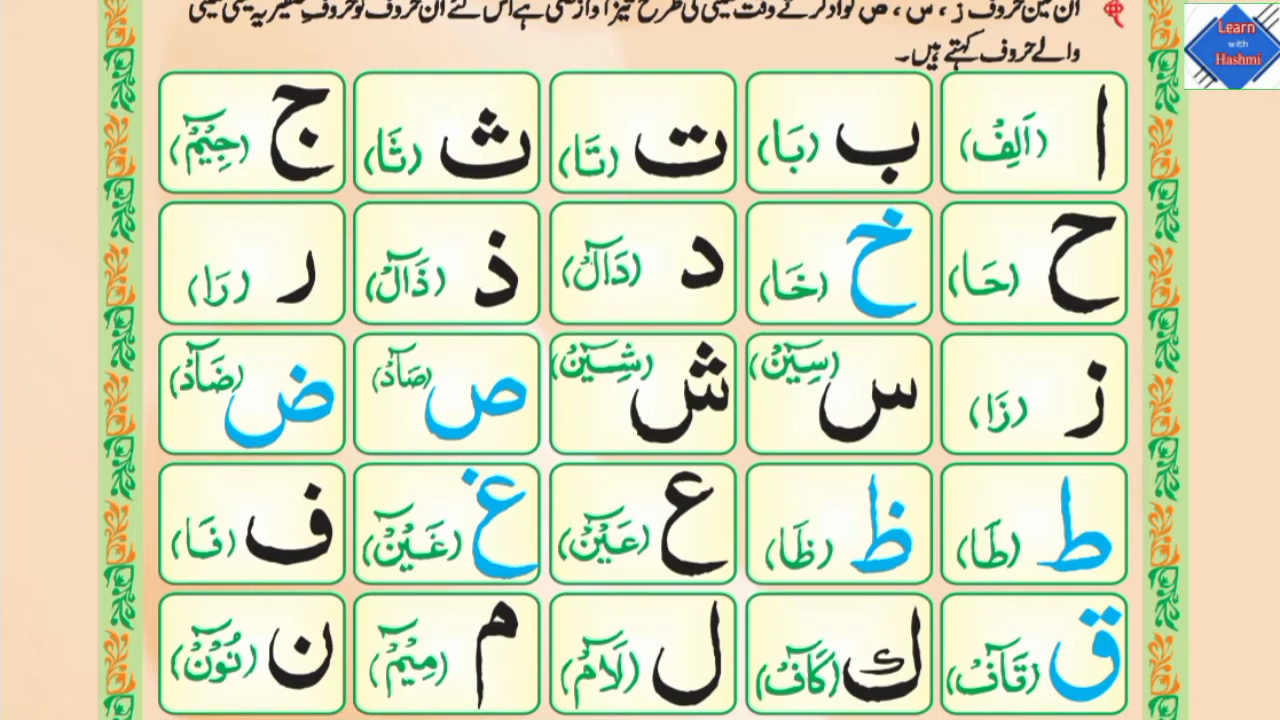 ان تین حروف ز ، س ، ص کو ادا کرتے وقت سیٹی کی طرح تیز آواز نکلتی ہے اس لئے ان حروف کو حروفِ صفیریہ یعنی سیٹی
والے حروف کہتے ہیں۔
Learn
with
Hashmi
ا (اَلِفْ) ب (بَا) ت (تَا) ث (ثَا) ج (جِیْمْ)
ح (حَا) خ (خَا) د (دَالْ) ذ (ذَالْ) ر (رَا)
ز (زَا) س (سِیْنْ) ش (شِیْنْ) ص (صَادْ) ض (ضَادْ)
ط (طَا) ظ (ظَا) ع (عَیْنْ) غ (غَیْنْ) ف (فَا)
ق (قَافْ) ك (كَافْ) ل (لَامْ) م (مِیْمْ) ن (نُوْنْ)